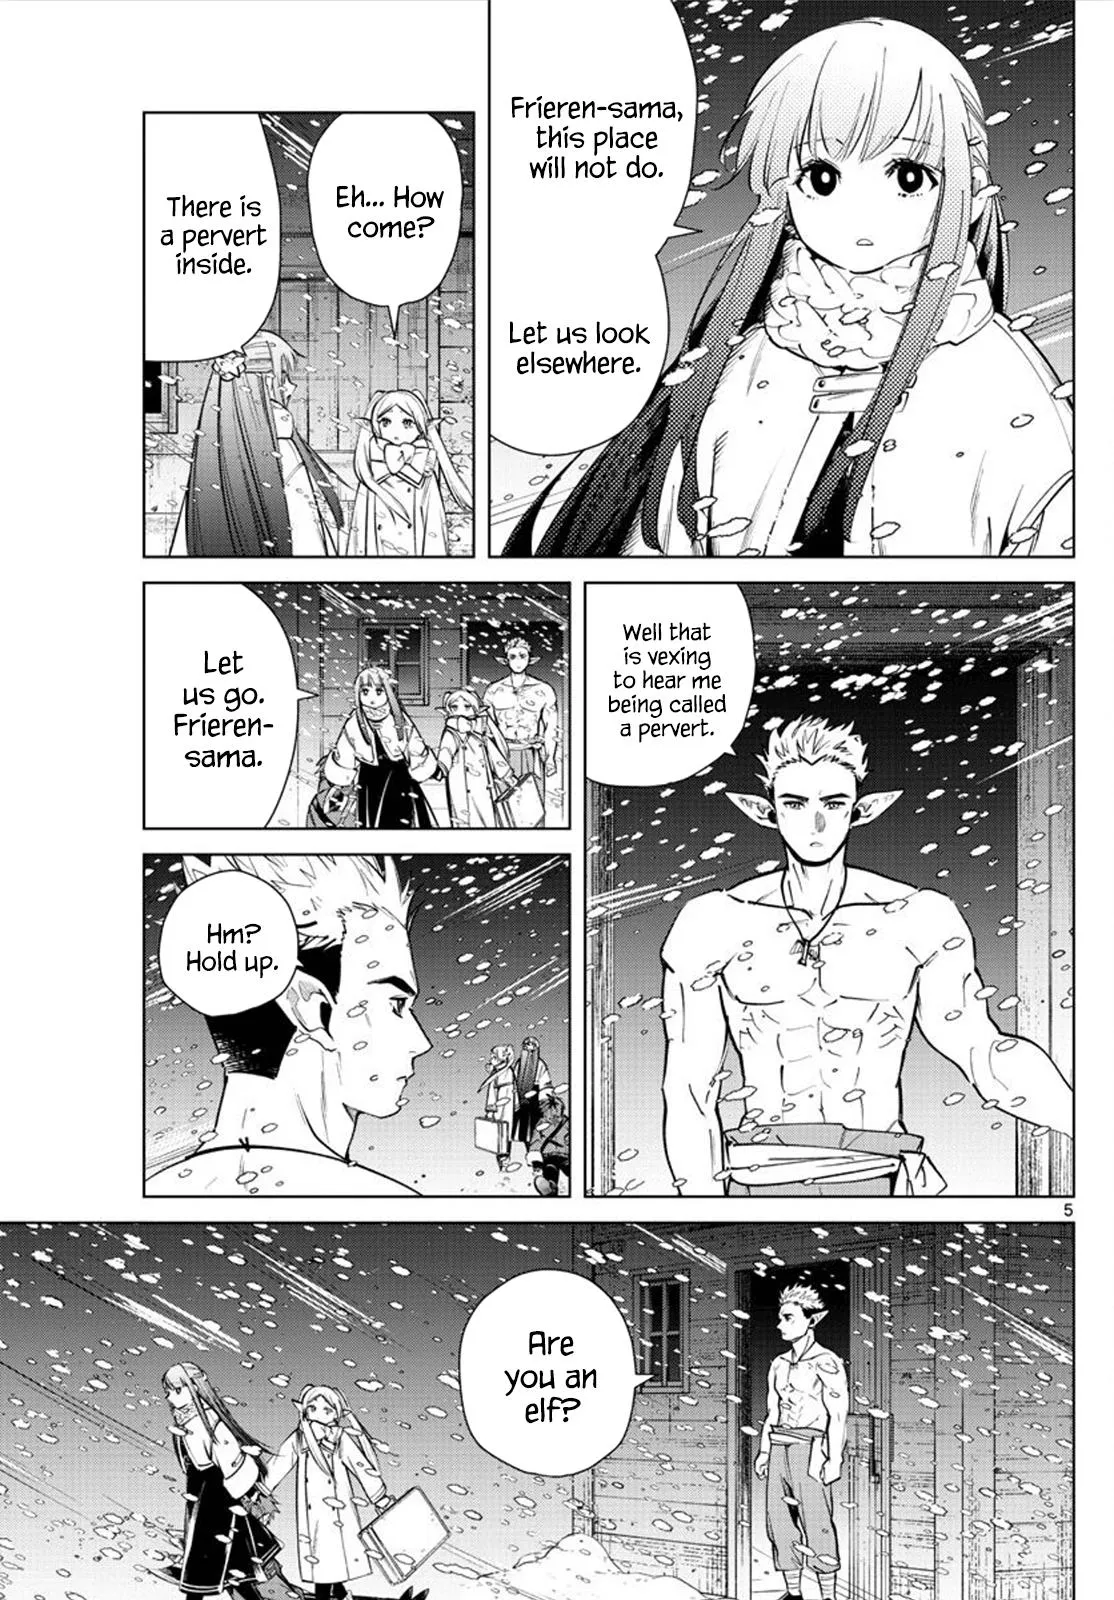 Frieren-sama,
this place
will not do.
Let us look
elsewhere.
Eh... How
come?
There is
a pervert
inside.
Well that
is vexing
to hear me
being called
a pervert.
Let
us go.
Frieren-
sama.
Hm?
Hold up.
5
Are
you an
elf?